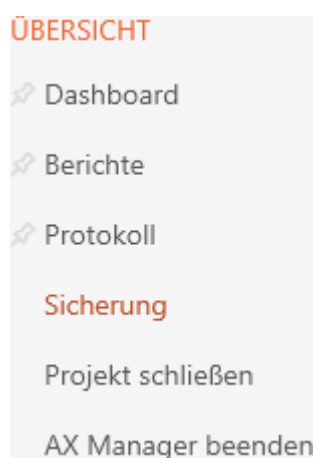 ÜBERSICHT
Dashboard
Berichte
Protokoll
Sicherung
Projekt schließen
AX Manager beenden